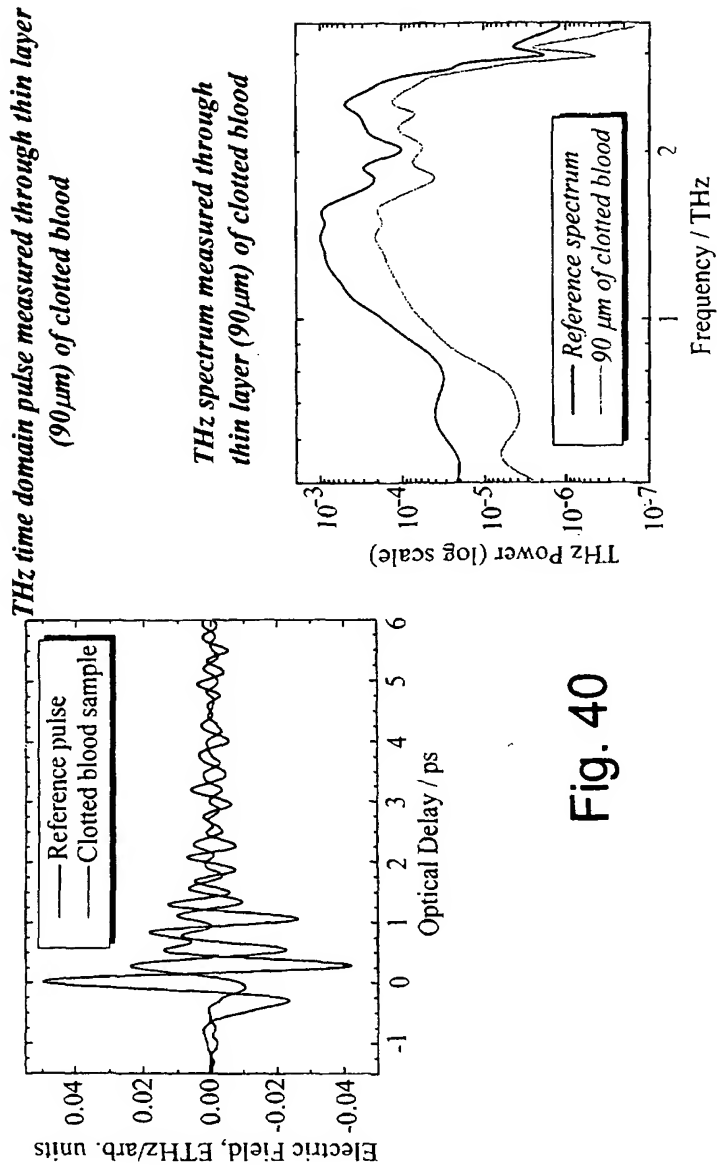 THz time domain pulse measured through thin layer
(90μm) of clotted blood
Electric Field, ETHz/arb. units
0.04
0.02
0.00
-0.02
-0.04
Reference pulse
Clotted blood sample
-1
0
1
2
3
4
5
6
Optical Delay / ps
THz spectrum measured through
thin layer (90μm) of clotted blood
THz Power (log scale)
10⁻³
10⁻⁴
10⁻⁵
10⁻⁶
10⁻⁷
Reference spectrum
90 μm of clotted blood
1
2
Frequency / THz
Fig. 40